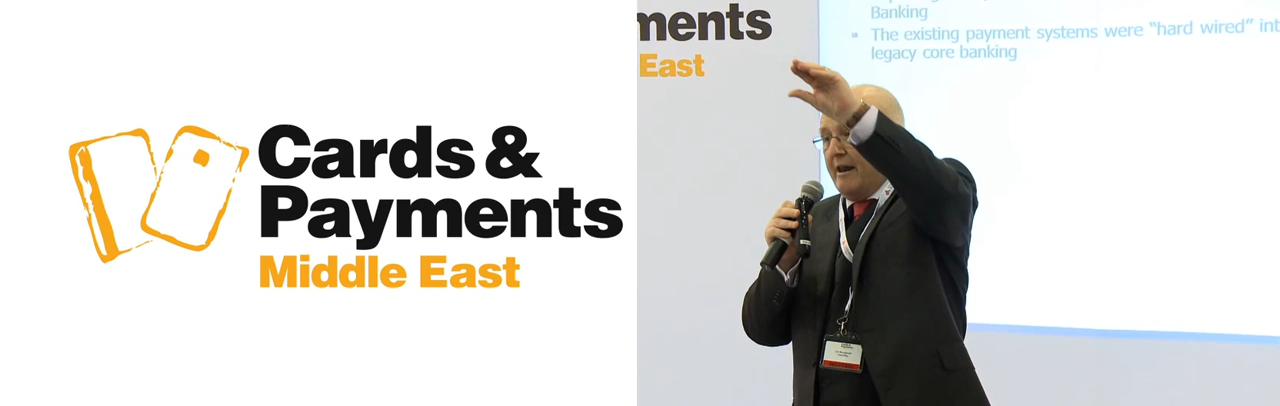 Cards &
Payments
Middle East
ments
East
Banking
The existing payment systems were “hard wired” int
legacy core banking